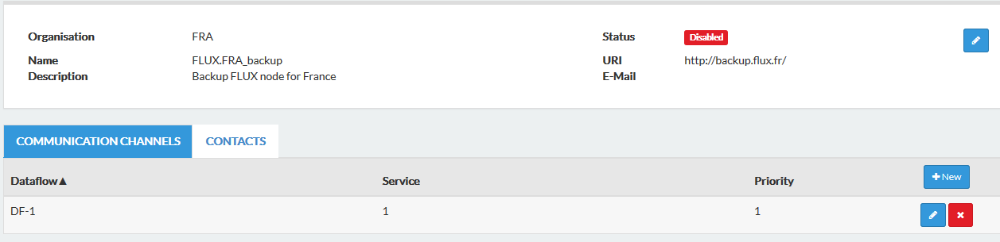 Organisation FRA Status Disabled
Name FLUX.FRA_backup URI http://backup.flux.fr/
Description Backup FLUX node for France E-Mail
COMMUNICATION CHANNELS CONTACTS
Dataflow▲ Service Priority +New
DF-1 1 1